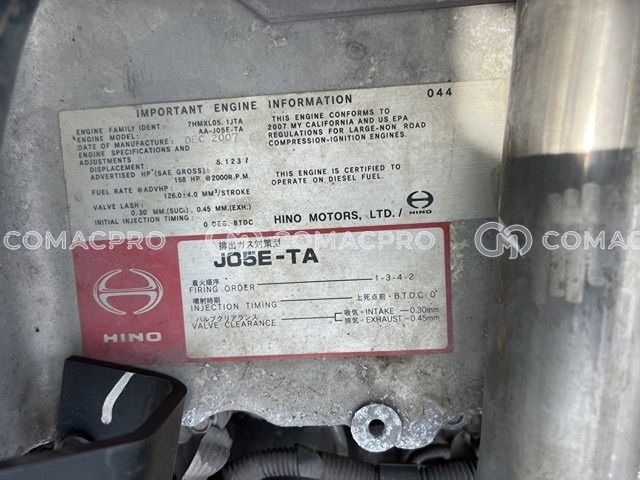 IMPORTANT ENGINE INFORMATION
044
ENGINE FAMILY IDENT: 7HMXL05.1JTA
ENGINE MODEL: AA-J05E-TA
DATE OF MANUFACTURE: DEC 2007
ENGINE SPECIFICATIONS AND
ADJUSTMENTS
DISPLACEMENT: 5.123 l
ADVERTISED HP (SAE GROSS):
158 HP @2000R.P.M.
FUEL RATE @ADVHP:
126.0±4.0 MM³/STROKE
VALVE LASH:
0.30 MM.(SUC), 0.45 MM.(EXH)
INITIAL INJECTION TIMING: 0 DEG. BTDC
THIS ENGINE CONFORMS TO
2007 MY CALIFORNIA AND US EPA
REGULATIONS FOR LARGE-NON ROAD
COMPRESSION-IGNITION ENGINES.
THIS ENGINE IS CERTIFIED TO
OPERATE ON DIESEL FUEL.
HINO MOTORS, LTD./
HINO
COMACPRO COMACPRO COMACPRO
HINO
排出ガス対策型
J05E-TA
着火順序
FIRING ORDER 1-3-4-2
噴射時期 上死点前
INJECTION TIMING B.T.D.C 0°
バルブクリアランス 吸気・INTAKE 0.30mm
VALVE CLEARANCE 排気・EXHAUST 0.45mm
COMACPRO COMACPRO COMACPRO